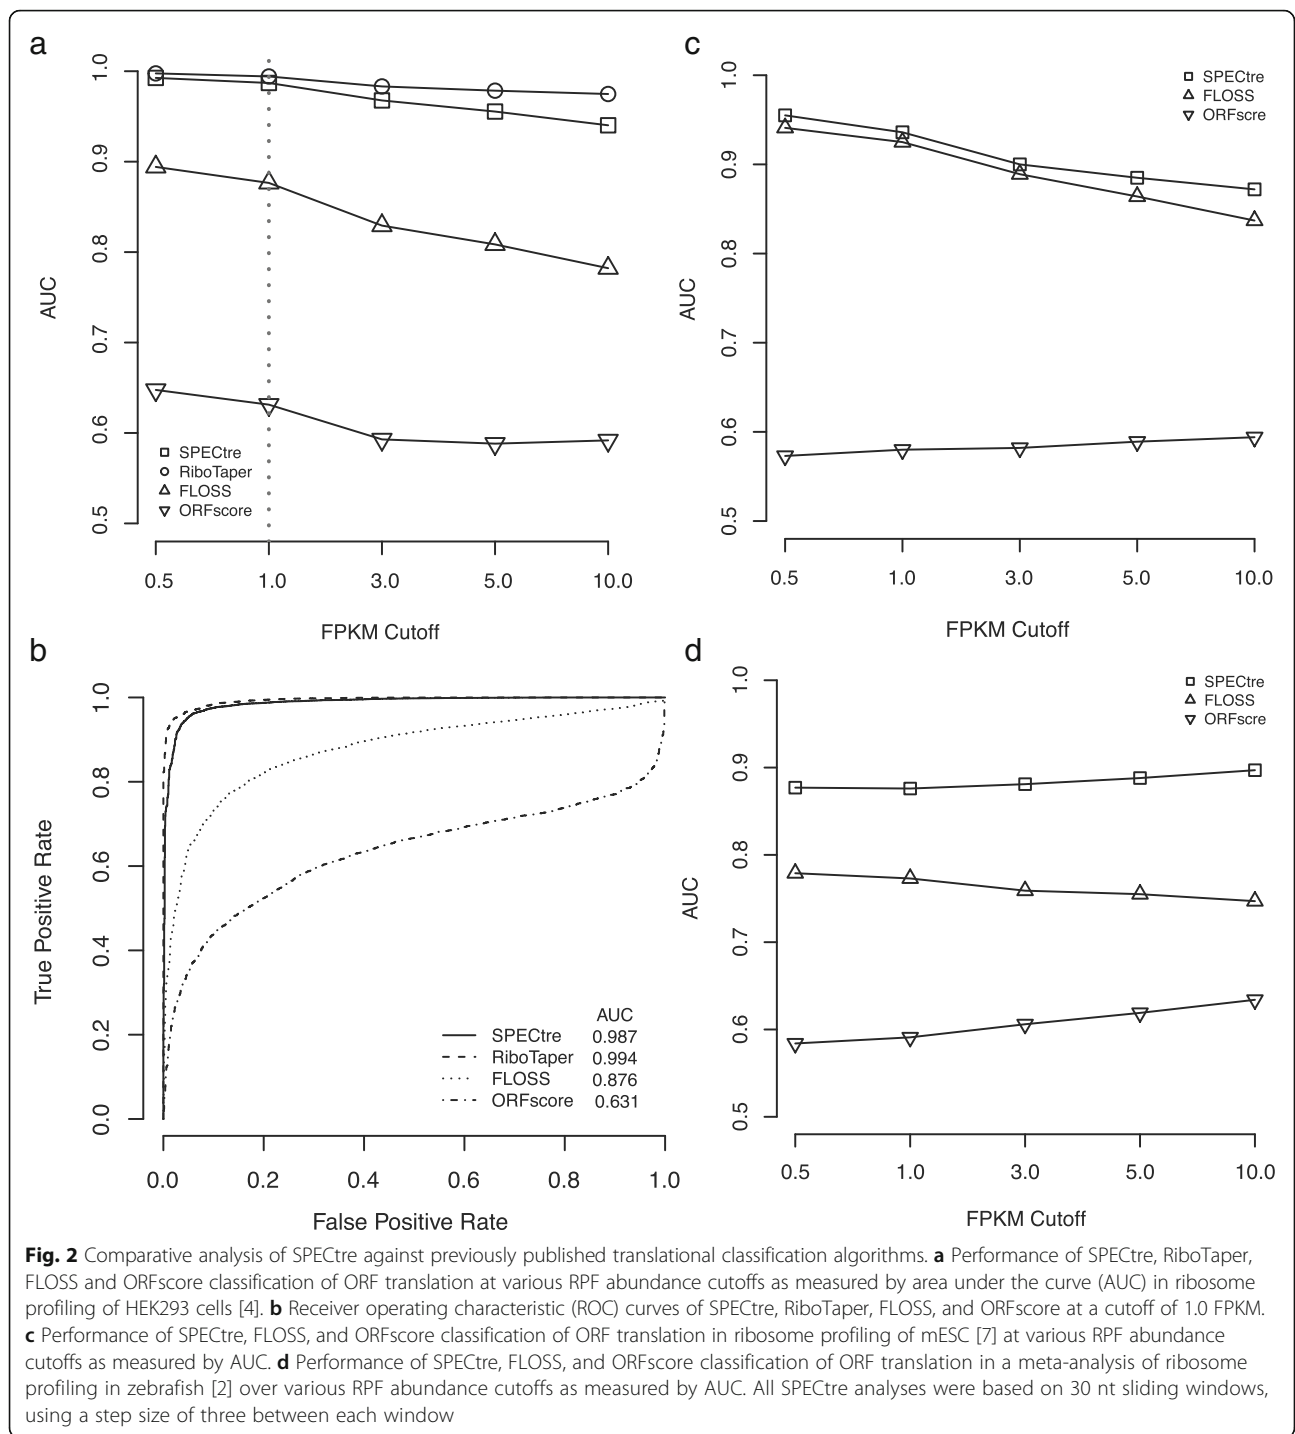 a
1.0
0.9
0.8
0.7
0.6
0.5
AUC
SPECtre
RiboTaper
FLOSS
ORFscore
0.5 1.0 3.0 5.0 10.0
FPKM Cutoff
c
1.0
0.9
0.8
0.7
0.6
0.5
AUC
SPECtre
FLOSS
ORFscre
0.5 1.0 3.0 5.0 10.0
FPKM Cutoff
b
1.0
0.8
0.6
0.4
0.2
0.0
True Positive Rate
AUC
SPECtre 0.987
RiboTaper 0.994
FLOSS 0.876
ORFscore 0.631
0.0 0.2 0.4 0.6 0.8 1.0
False Positive Rate
d
1.0
0.9
0.8
0.7
0.6
0.5
AUC
SPECtre
FLOSS
ORFscre
0.5 1.0 3.0 5.0 10.0
FPKM Cutoff
Fig. 2 Comparative analysis of SPECtre against previously published translational classification algorithms. a Performance of SPECtre, RiboTaper,
FLOSS and ORFscore classification of ORF translation at various RPF abundance cutoffs as measured by area under the curve (AUC) in ribosome
profiling of HEK293 cells [4]. b Receiver operating characteristic (ROC) curves of SPECtre, RiboTaper, FLOSS, and ORFscore at a cutoff of 1.0 FPKM.
c Performance of SPECtre, FLOSS, and ORFscore classification of ORF translation in ribosome profiling of mESC [7] at various RPF abundance
cutoffs as measured by AUC. d Performance of SPECtre, FLOSS, and ORFscore classification of ORF translation in a meta-analysis of ribosome
profiling in zebrafish [2] over various RPF abundance cutoffs as measured by AUC. All SPECtre analyses were based on 30 nt sliding windows,
using a step size of three between each window